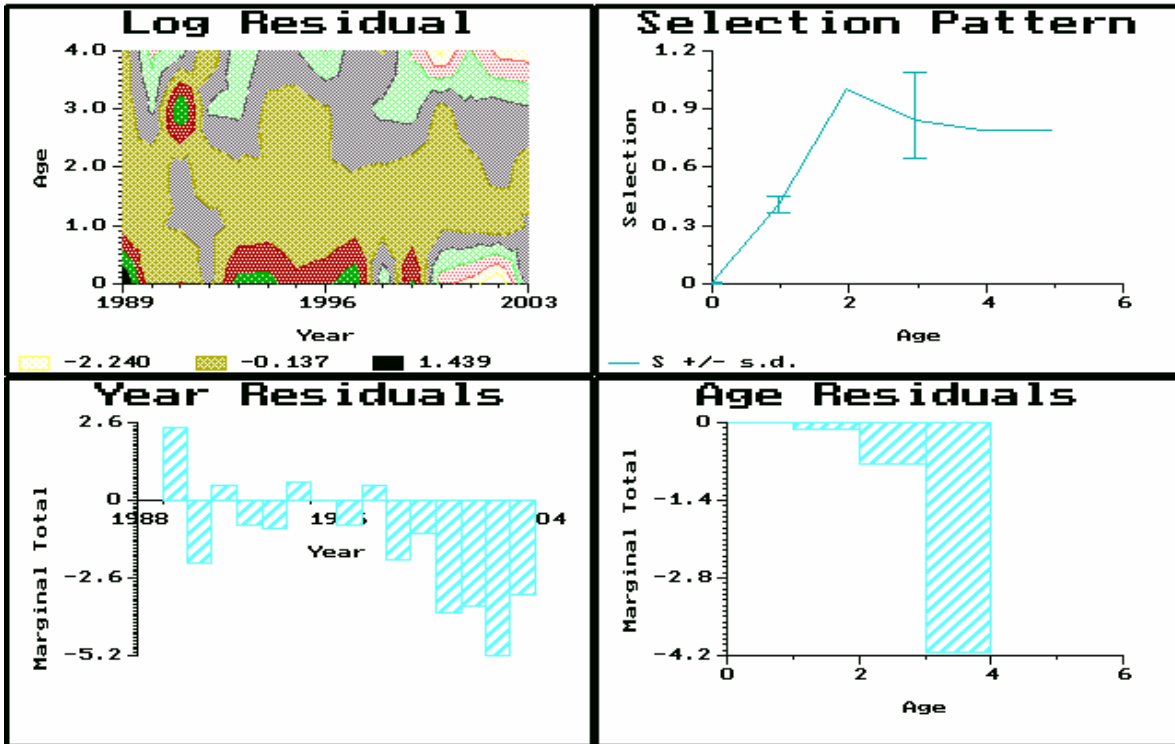 Log Residual
4.0
3.0
2.0
1.0
0
Age
1989 1996 2003
Year
-2.240 -0.137 1.439
Selection Pattern
1.2
0.9
0.6
0.3
0
Selection
0 2 4 6
Age
S +/- s.d.
Year Residuals
2.6
0
-2.6
-5.2
Marginal Total
1988
04
Year
Age Residuals
0
-1.4
-2.8
-4.2
Marginal Total
0 2 4 6
Age